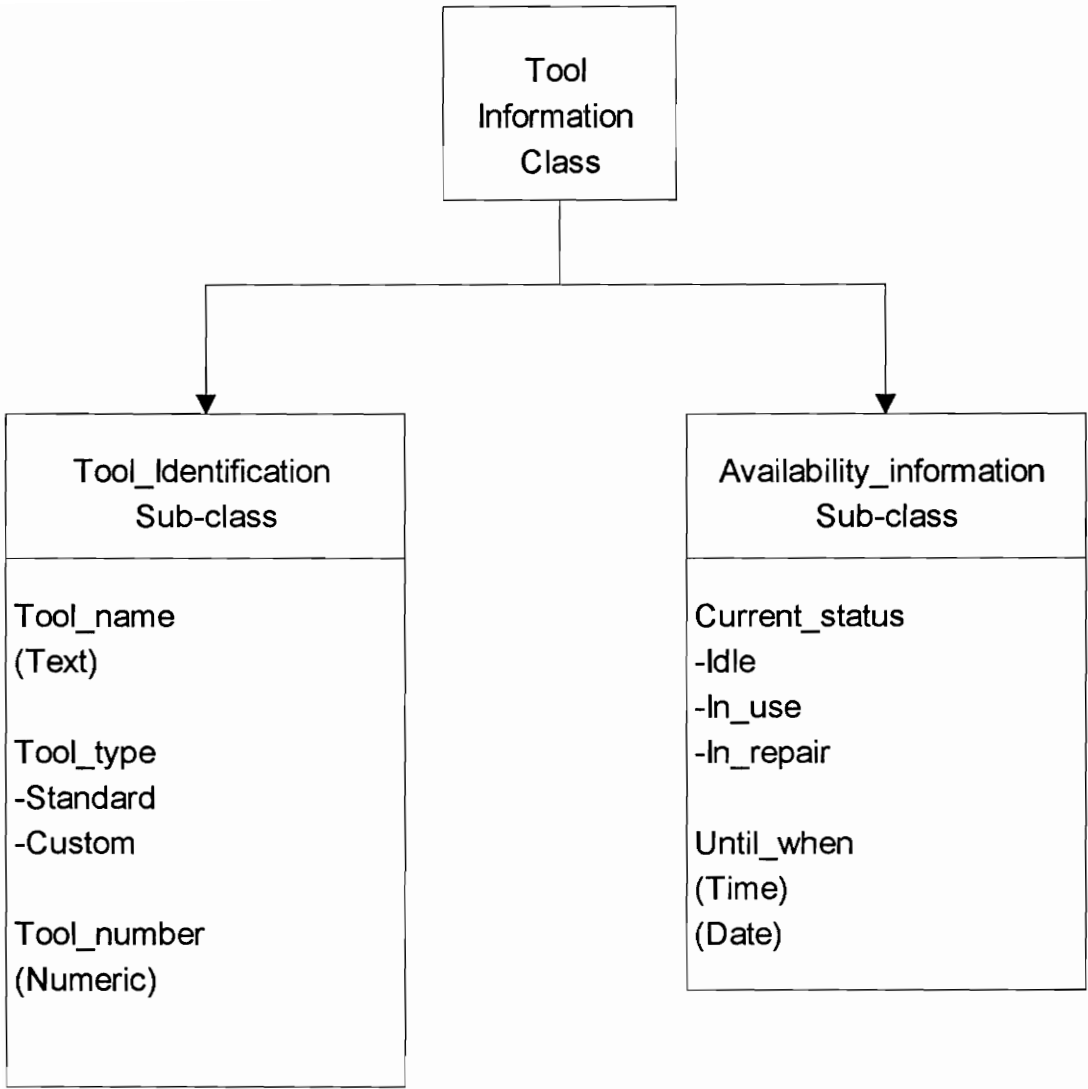 Tool
Information
Class
Tool_Identification
Sub-class
Tool_name
(Text)
Tool_type
-Standard
-Custom
Tool_number
(Numeric)
Availability_information
Sub-class
Current_status
-Idle
-In_use
-In_repair
Until_when
(Time)
(Date)